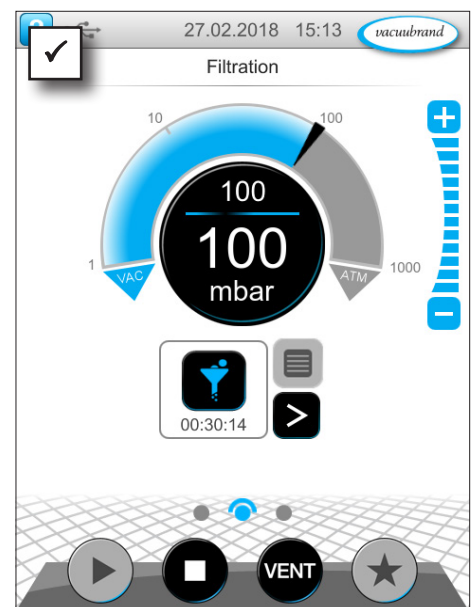 27.02.2018 15:13 vacuubrand
Filtration
10
100
1
1000
VAC
ATM
100
100
mbar
00:30:14
VENT